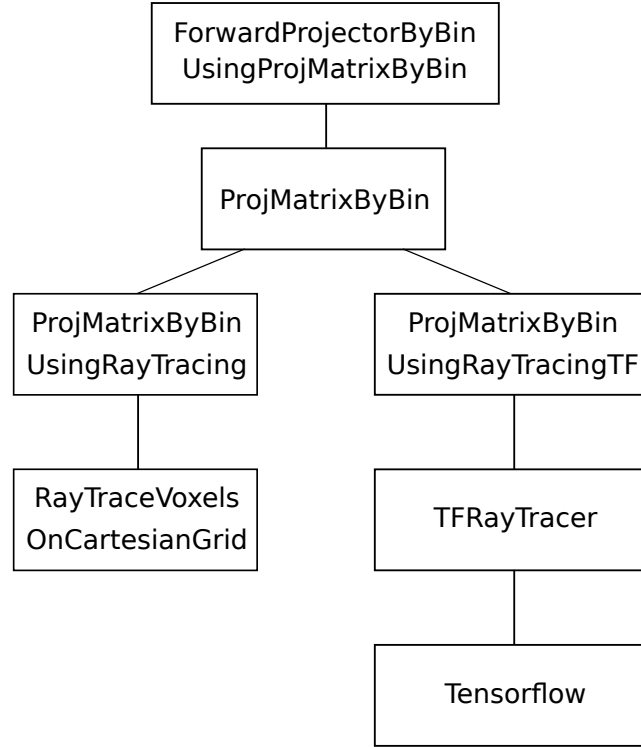 ForwardProjectorByBin
UsingProjMatrixByBin
ProjMatrixByBin
ProjMatrixByBin
UsingRayTracing
ProjMatrixByBin
UsingRayTracingTF
RayTraceVoxels
OnCartesianGrid
TFRayTracer
Tensorflow